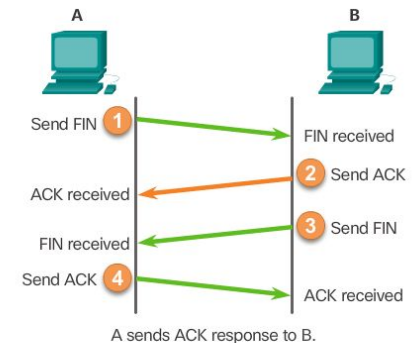 A
B
Send FIN 1
FIN received
2 Send ACK
ACK received
3 Send FIN
FIN received
Send ACK 4
ACK received
A sends ACK response to B.